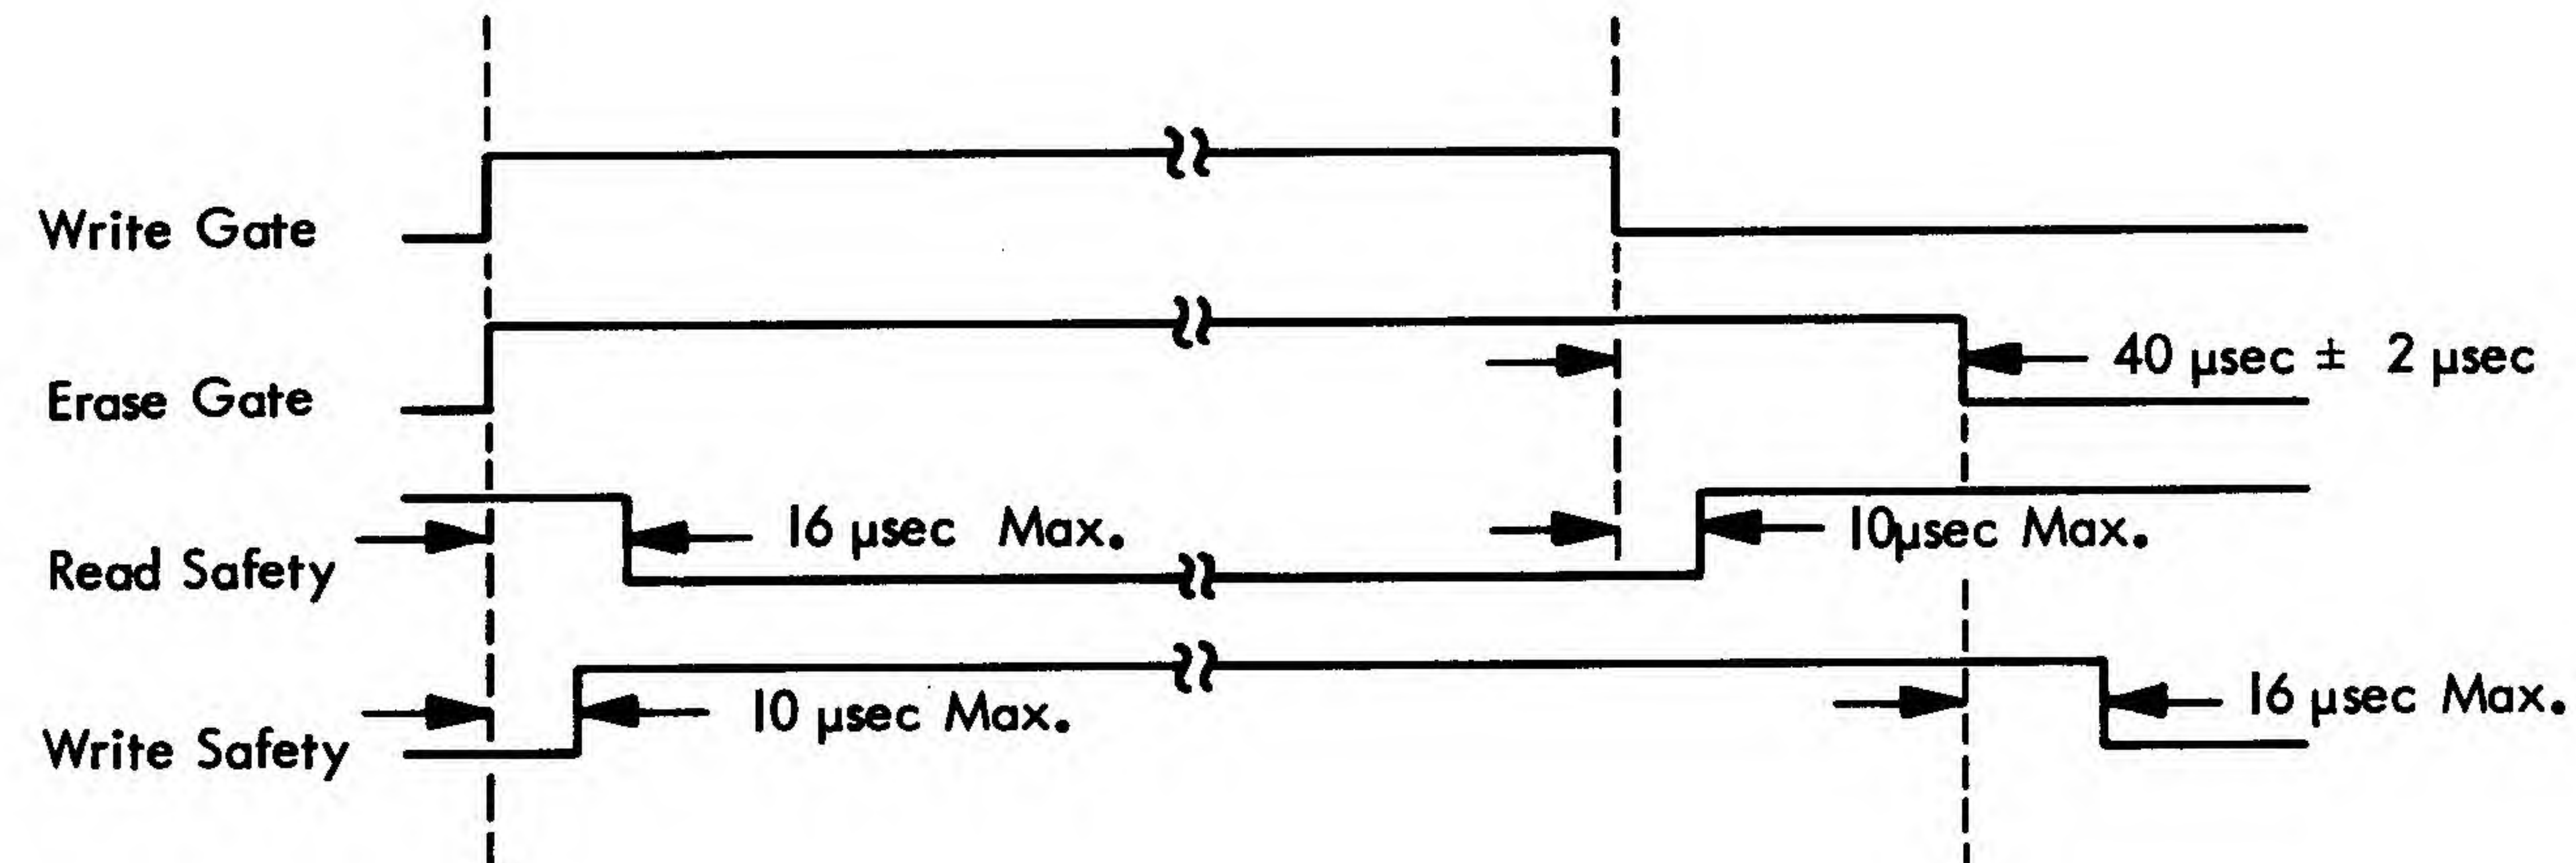 Write Gate
Erase Gate
40 μsec ± 2 μsec
Read Safety
16 μsec Max.
10μsec Max.
Write Safety
10 μsec Max.
16 μsec Max.